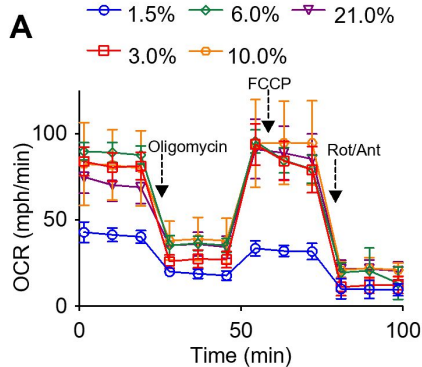 A
1.5% 6.0% 21.0%
3.0% 10.0%
FCCP
Oligomycin
Rot/Ant
OCR (mph/min)
100
50
0
0 50 100
Time (min)